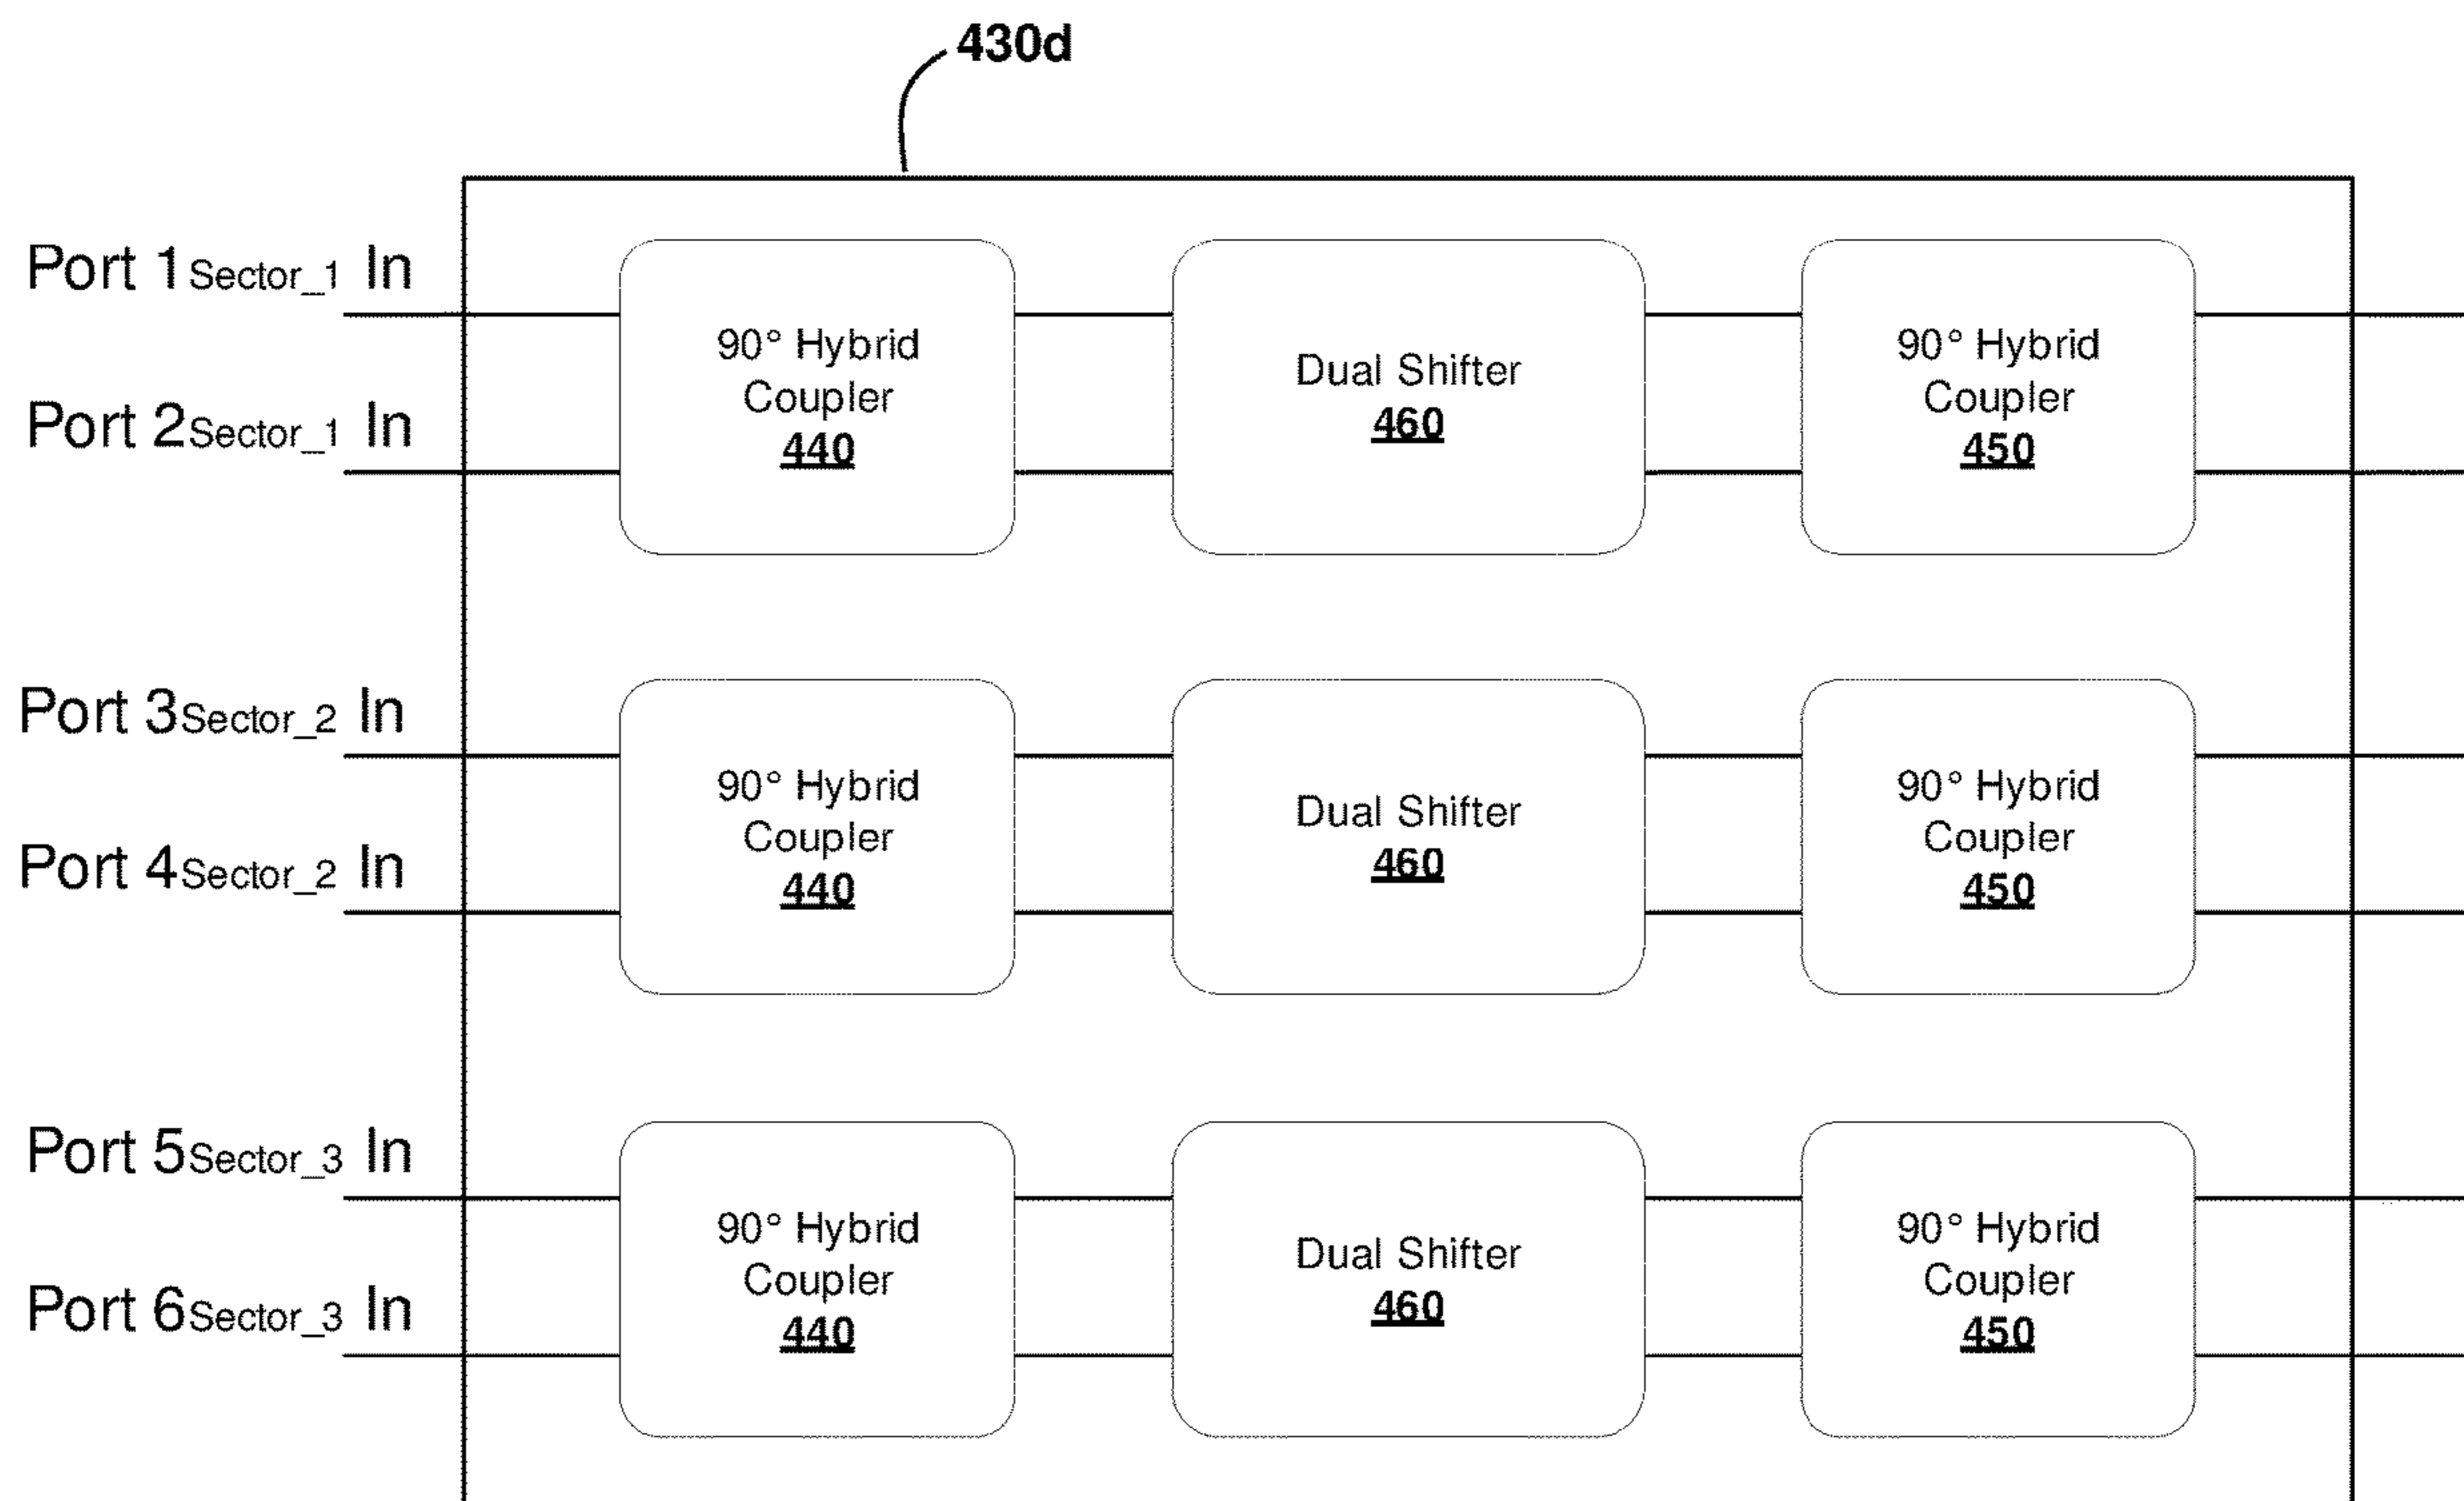 430d
Port 1Sector_1 In
Port 2Sector_1 In
90° Hybrid
Coupler
440
Dual Shifter
460
90° Hybrid
Coupler
450
Port 3Sector_2 In
Port 4Sector_2 In
90° Hybrid
Coupler
440
Dual Shifter
460
90° Hybrid
Coupler
450
Port 5Sector_3 In
Port 6Sector_3 In
90° Hybrid
Coupler
440
Dual Shifter
460
90° Hybrid
Coupler
450